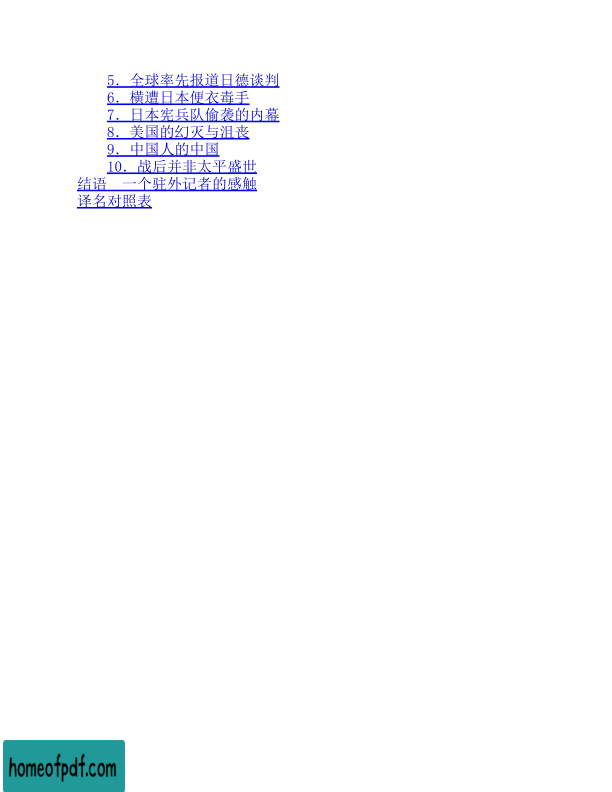 5．全球率先报道日德谈判
6．横遭日本便衣毒手
7．日本宪兵队偷袭的内幕
8．美国的幻灭与沮丧
9．中国人的中国
10．战后并非太平盛世
结语　一个驻外记者的感触
译名对照表
homeofpdf.com